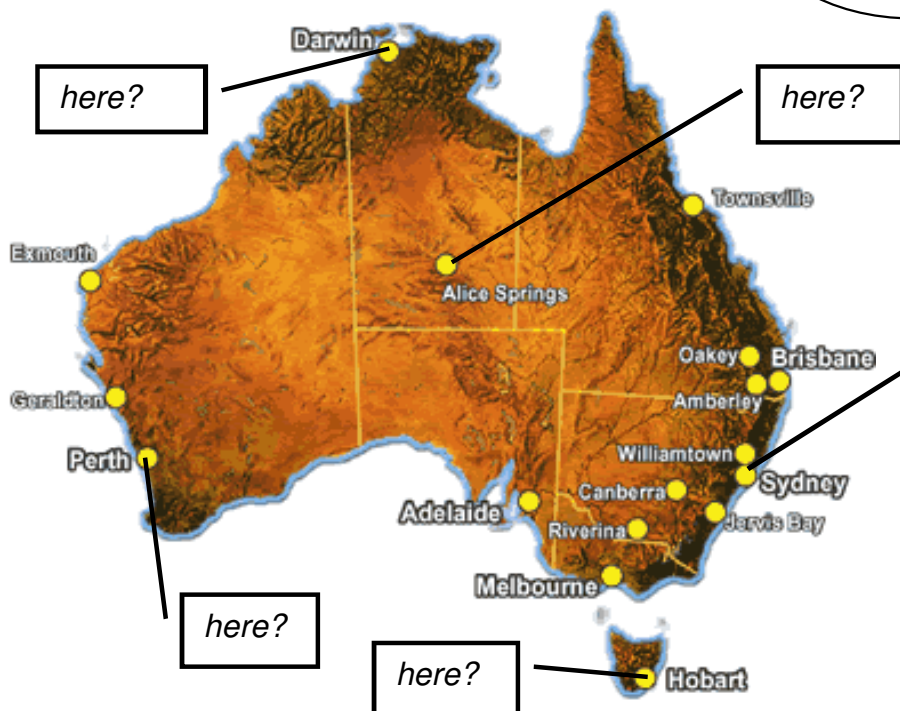 Darwin
here?
here?
Townsville
Exmouth
Alice Springs
Oakey
Brisbane
Amberley
Geraldton
Perth
Williamtown
Sydney
Canberra
Adelaide
Jervis Bay
Riverina
Melbourne
here?
here?
Hobart